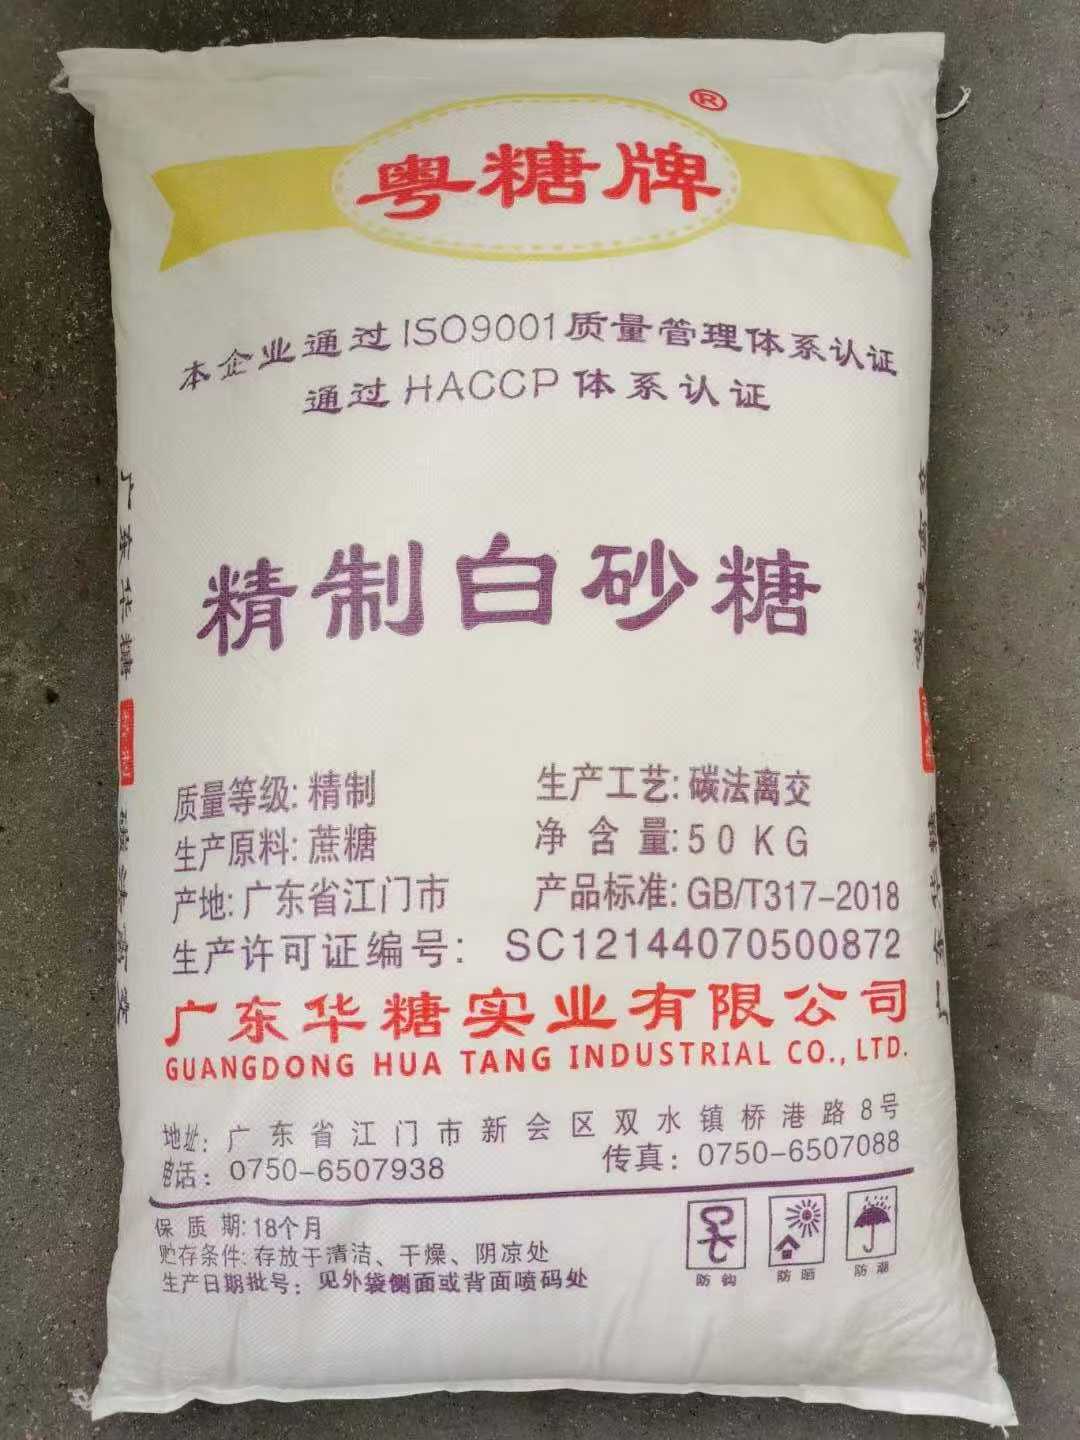 粤糖牌®
本企业通过ISO9001质量管理体系认证
通过HACCP体系认证
精制白砂糖
质量等级:精制
生产工艺:碳法离交
生产原料:蔗糖
净含量:50KG
产地:广东省江门市
产品标准:GB/T317-2018
生产许可证编号:SC12144070500872
广东华糖实业有限公司
GUANGDONG HUA TANG INDUSTRIAL CO., LTD.
地址:广东省江门市新会区双水镇桥港路8号
电话:0750-6507938
传真:0750-6507088
保质期:18个月
贮存条件:存放于清洁、干燥、阴凉处
生产日期批号:见外袋侧面或背面喷码处
防钩
防晒
防潮
广东华糖